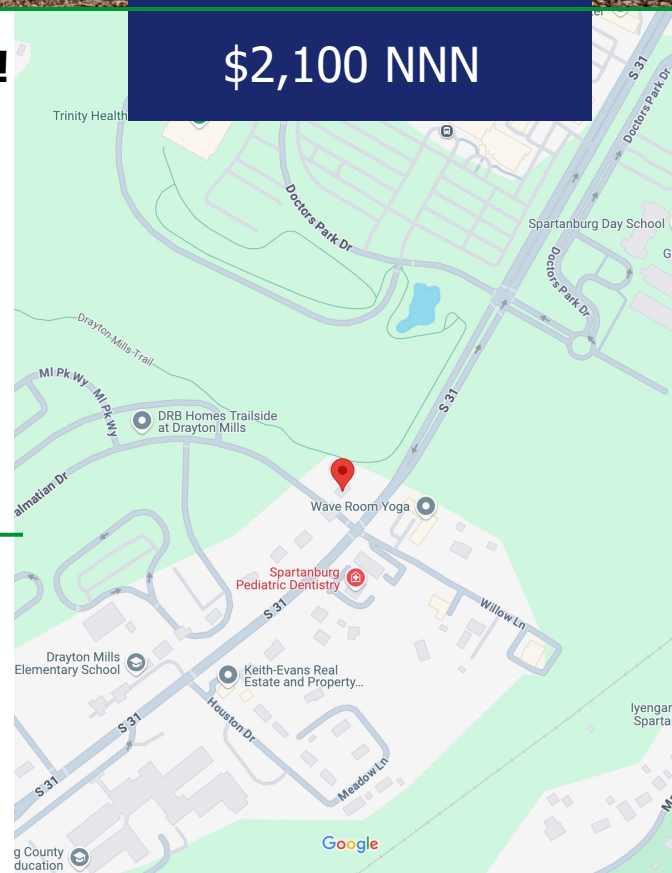 !
$2,100 NNN
Trinity Health
S 31
Doctors Park Dr
Doctors Park Dr
Spartanburg Day School
G
Doctors Park Dr
Drayton Mills Trail
S 31
Ml Pk Wy
Ml Pk Wy
DRB Homes Trailside
at Drayton Mills
almatian Dr
Wave Room Yoga
Spartanburg
Pediatric Dentistry
S 31
Willow Ln
Drayton Mills
Elementary School
Keith-Evans Real
Estate and Property...
Houston Dr
Iyengar
Sparta
S 31
Meadow Ln
S 31
Ma
Google
g County
ducation